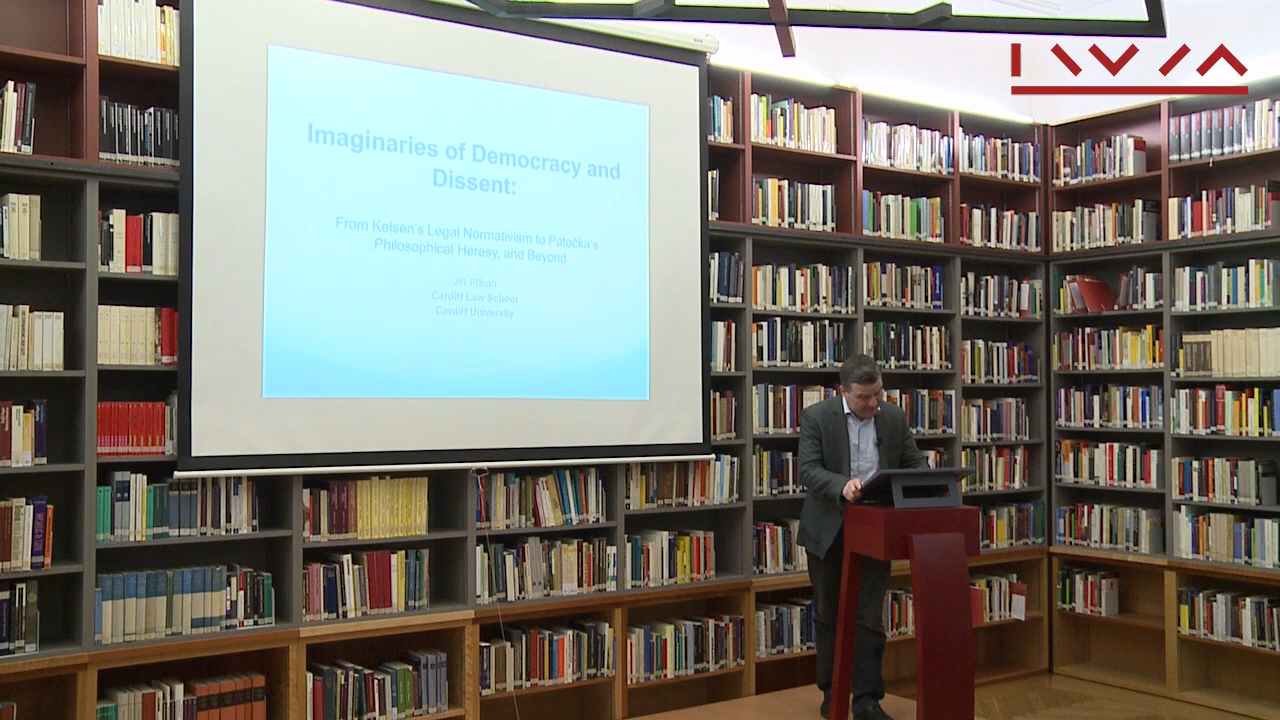 IWM
Imaginaries of Democracy and
Dissent:
From Kelsen's Legal Normativism to Patočka's
Philosophical Heresy, and Beyond
Jiří Přibáň
Cardiff Law School
Cardiff University